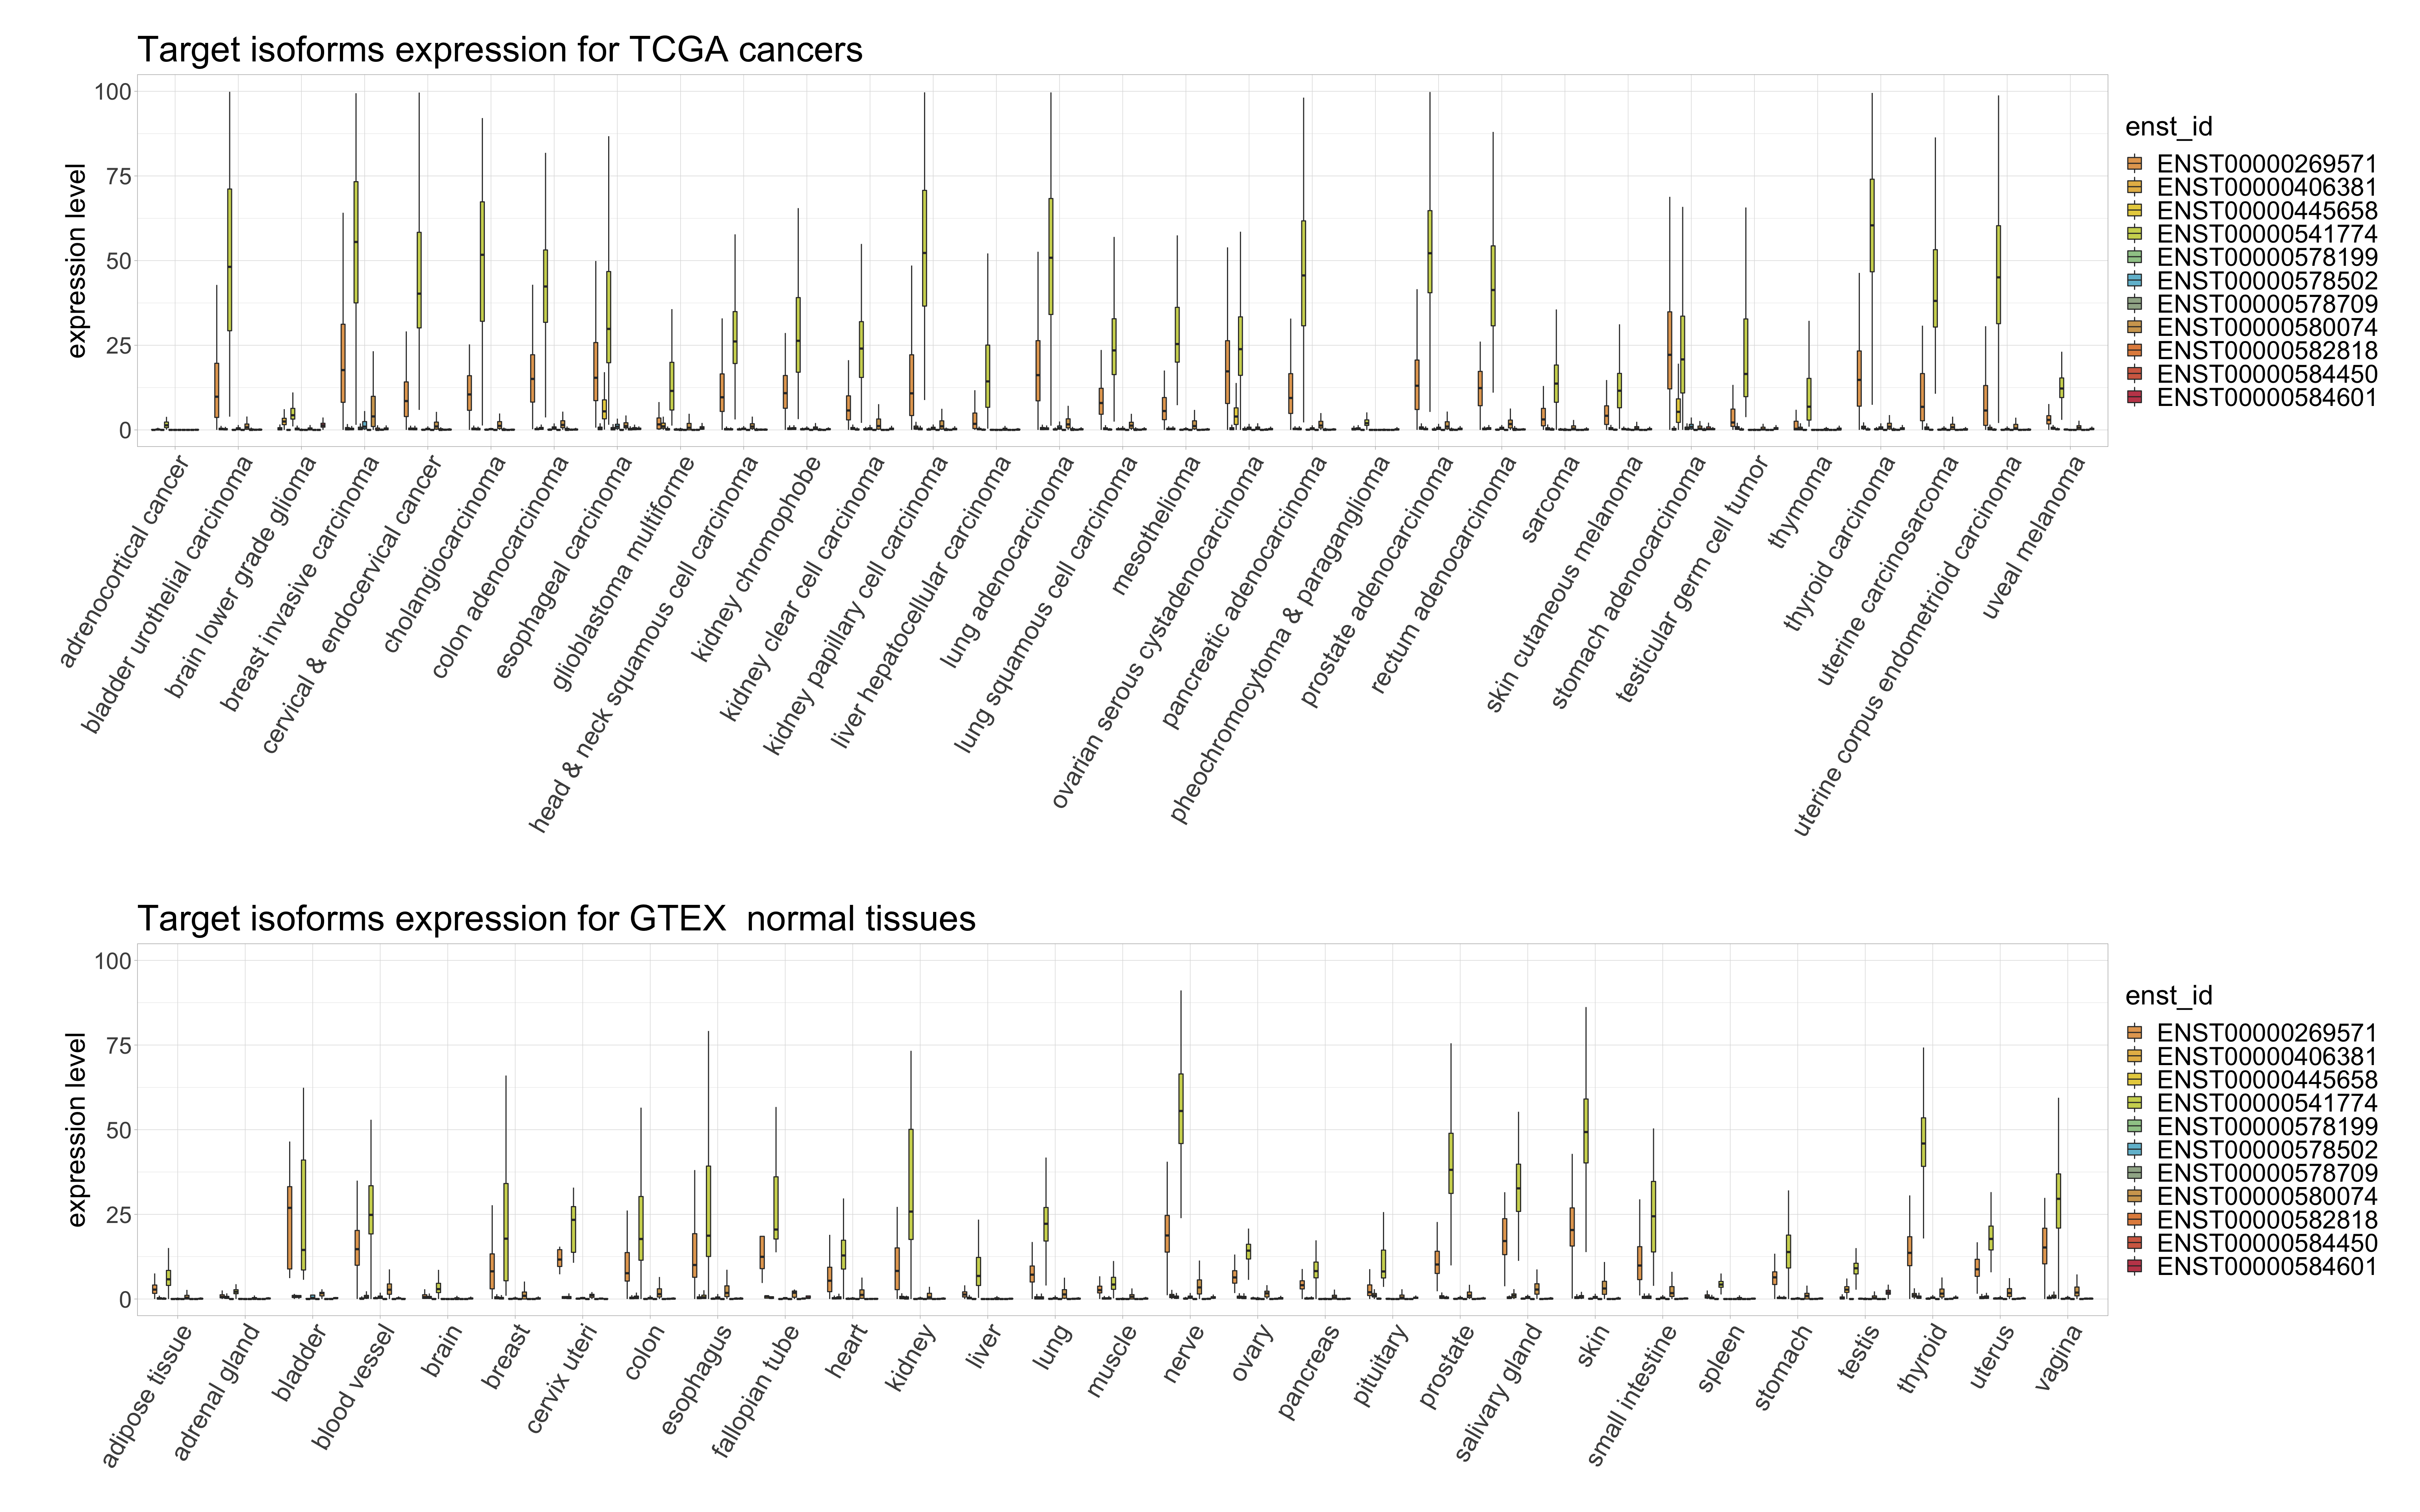 Target isoforms expression for TCGA cancers
100
75
50
25
0
expression level
adrenocortical cancer
bladder urothelial carcinoma
brain lower grade glioma
breast invasive carcinoma
cervical & endocervical cancer
cholangiocarcinoma
colon adenocarcinoma
esophageal carcinoma
glioblastoma multiforme
head & neck squamous cell carcinoma
kidney chromophobe
kidney clear cell carcinoma
kidney papillary cell carcinoma
liver hepatocellular carcinoma
lung adenocarcinoma
lung squamous cell carcinoma
mesothelioma
ovarian serous cystadenocarcinoma
pancreatic adenocarcinoma
pheochromocytoma & paraganglioma
prostate adenocarcinoma
rectum adenocarcinoma
sarcoma
skin cutaneous melanoma
stomach adenocarcinoma
testicular germ cell tumor
thymoma
thyroid carcinoma
uterine carcinosarcoma
uterine corpus endometrioid carcinoma
uveal melanoma
enst_id
ENST00000269571
ENST00000406381
ENST00000445658
ENST00000541774
ENST00000578199
ENST00000578502
ENST00000578709
ENST00000580074
ENST00000582818
ENST00000584450
ENST00000584601
Target isoforms expression for GTEX  normal tissues
100
75
50
25
0
expression level
adipose tissue
adrenal gland
bladder
blood vessel
brain
breast
cervix uteri
colon
esophagus
fallopian tube
heart
kidney
liver
lung
muscle
nerve
ovary
pancreas
pituitary
prostate
salivary gland
skin
small intestine
spleen
stomach
testis
thyroid
uterus
vagina
enst_id
ENST00000269571
ENST00000406381
ENST00000445658
ENST00000541774
ENST00000578199
ENST00000578502
ENST00000578709
ENST00000580074
ENST00000582818
ENST00000584450
ENST00000584601